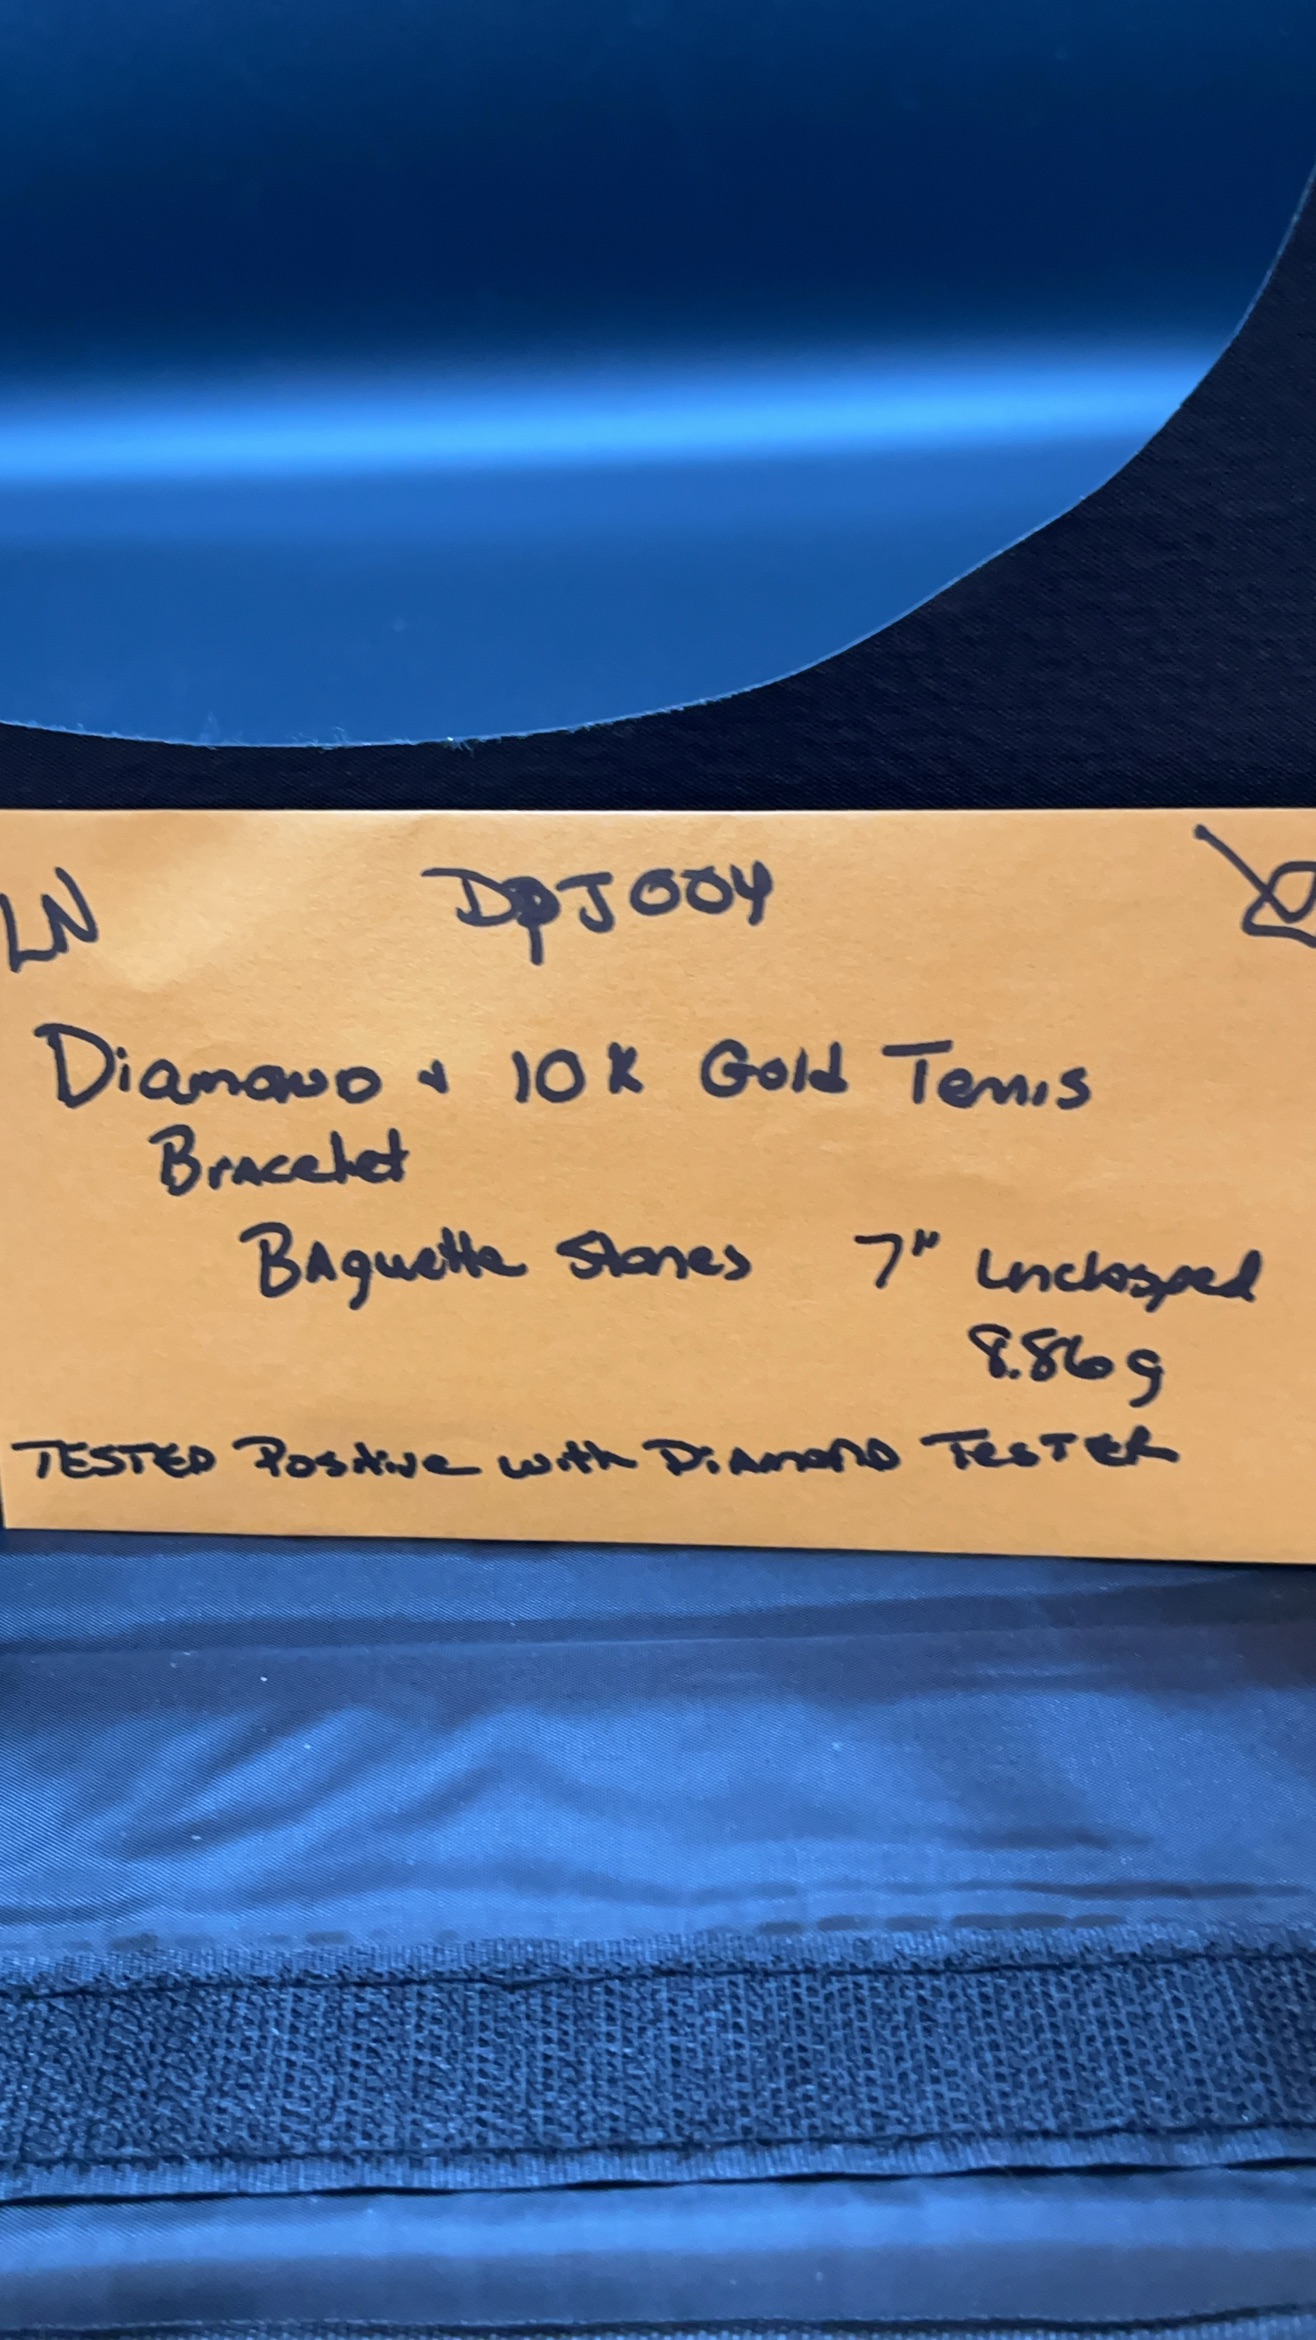 LN DPJ004
Diamond & 10K Gold Tennis
Bracelet
Baguette Stones 7" Unclasped
8.86g
TESTED Positive with Diamond Tester